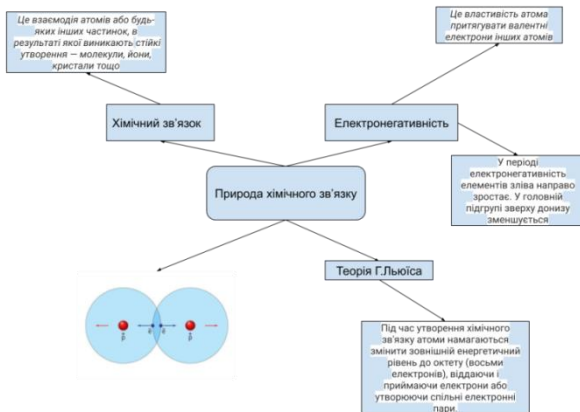 Це взаємодія атомів або будь-
яких інших частинок, в
результаті якої виникають стійкі
утворення — молекули, йони,
кристали тощо
Це властивість атома
притягувати валентні
електрони інших атомів
Хімічний зв'язок
Електронегативність
У періоді
електронегативність
елементів зліва направо
зростає. У головній
підгрупі зверху донизу
зменшується
Природа хімічного зв'язку
Теорія Г.Льюїса
Під час утворення хімічного
зв'язку атоми намагаються
змінити зовнішній енергетичний
рівень до октету (восьми
електронів), віддаючи і
приймаючи електрони або
утворюючи спільні електронні
пари.